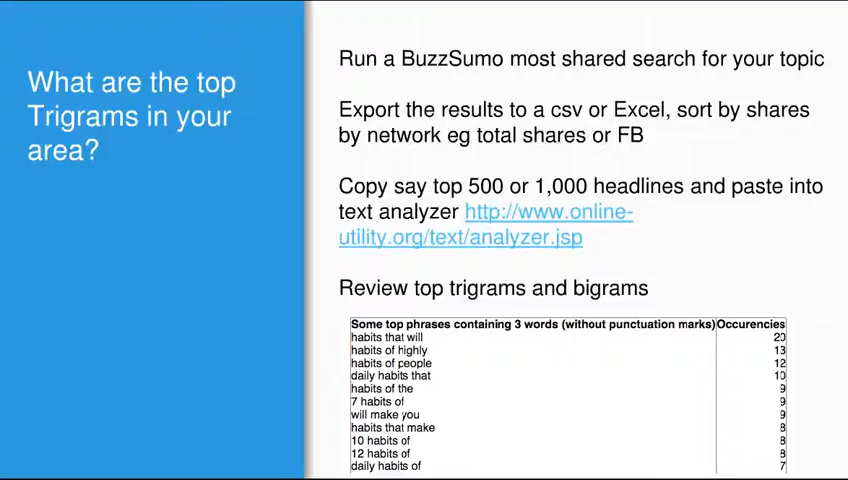 What are the top
Trigrams in your
area?
Run a BuzzSumo most shared search for your topic
Export the results to a csv or Excel, sort by shares
by network eg total shares or FB
Copy say top 500 or 1,000 headlines and paste into
text analyzer http://www.online-
utility.org/text/analyzer.jsp
Review top trigrams and bigrams
Some top phrases containing 3 words (without punctuation marks) Occurencies
habits that will 20
habits of highly 13
habits of people 12
daily habits that 10
habits of the 9
7 habits of 9
will make you 9
habits that make 8
10 habits of 8
12 habits of 8
daily habits of 7